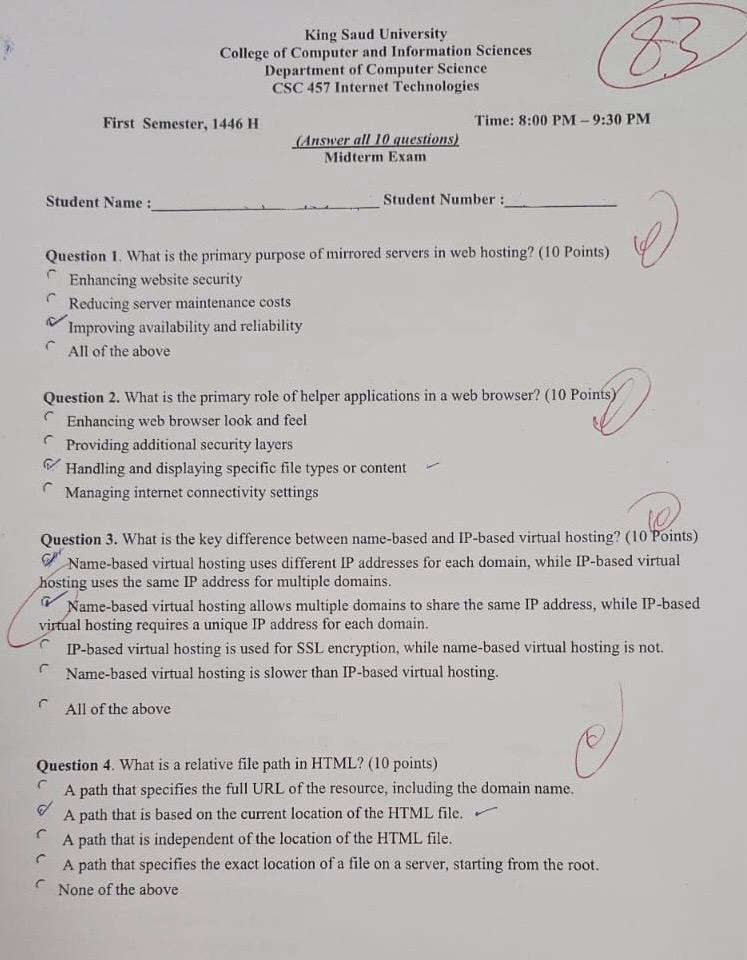 83
King Saud University
College of Computer and Information Sciences
Department of Computer Science
CSC 457 Internet Technologies
First Semester, 1446 H
Time: 8:00 PM – 9:30 PM
(Answer all 10 questions)
Midterm Exam
Student Name : Student Number :
Question 1. What is the primary purpose of mirrored servers in web hosting? (10 Points)
Enhancing website security
Reducing server maintenance costs
Improving availability and reliability
All of the above
Question 2. What is the primary role of helper applications in a web browser? (10 Points)
Enhancing web browser look and feel
Providing additional security layers
Handling and displaying specific file types or content
Managing internet connectivity settings
10
Question 3. What is the key difference between name-based and IP-based virtual hosting? (10 Points)
Name-based virtual hosting uses different IP addresses for each domain, while IP-based virtual
hosting uses the same IP address for multiple domains.
Name-based virtual hosting allows multiple domains to share the same IP address, while IP-based
virtual hosting requires a unique IP address for each domain.
IP-based virtual hosting is used for SSL encryption, while name-based virtual hosting is not.
Name-based virtual hosting is slower than IP-based virtual hosting.
All of the above
Question 4. What is a relative file path in HTML? (10 points)
A path that specifies the full URL of the resource, including the domain name.
A path that is based on the current location of the HTML file.
A path that is independent of the location of the HTML file.
A path that specifies the exact location of a file on a server, starting from the root.
None of the above